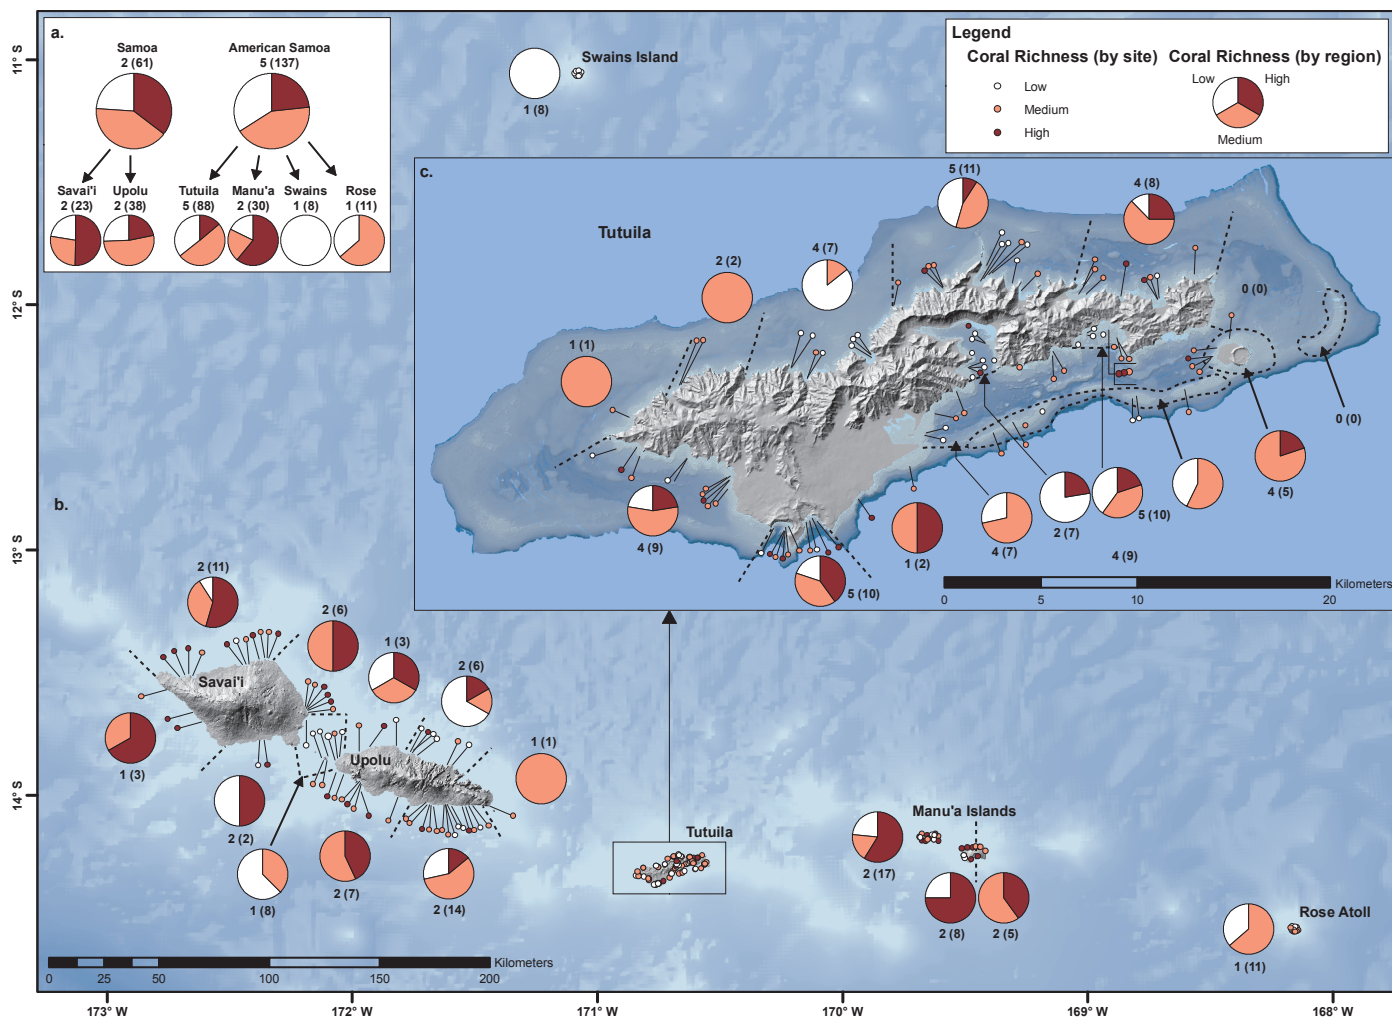 a.
Samoa
2 (61)
American Samoa
5 (137)
Savai'i
2 (23)
Upolu
2 (38)
Tutuila
5 (88)
Manu'a
2 (30)
Swains
1 (8)
Rose
1 (11)
Swains Island
1 (8)
Legend
Coral Richness (by site)
Low
Medium
High
Coral Richness (by region)
Low
High
Medium
c.
Tutuila
5 (11)
4 (8)
4 (7)
2 (2)
1 (1)
0 (0)
0 (0)
4 (5)
5 (10)
2 (7)
4 (7)
4 (9)
1 (2)
4 (9)
5 (10)
0
5
10
20
Kilometers
b.
2 (11)
2 (6)
1 (3)
2 (6)
Savai'i
1 (3)
Upolu
1 (1)
2 (2)
1 (8)
2 (7)
2 (14)
Tutuila
Manu'a Islands
2 (17)
2 (8)
2 (5)
Rose Atoll
1 (11)
0
25
50
100
150
200
Kilometers
11° S
12° S
13° S
14° S
173° W
172° W
171° W
170° W
169° W
168° W